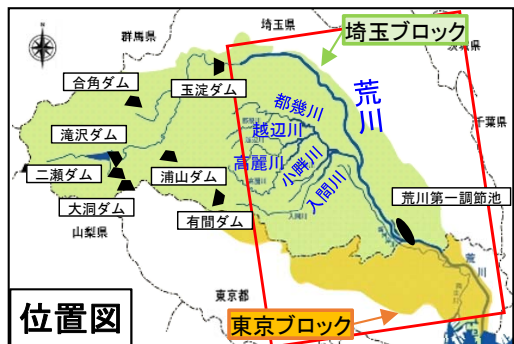 群馬県
埼玉県
埼玉ブロック
茨城県
合角ダム
玉淀ダム
荒川
千葉県
都幾川
滝沢ダム
越辺川
高麗川
小畔川
二瀬ダム
浦山ダム
入間川
荒川第一調節池
大洞ダム
有間ダム
入間川
山梨県
荒川
東京都
位置図
東京ブロック